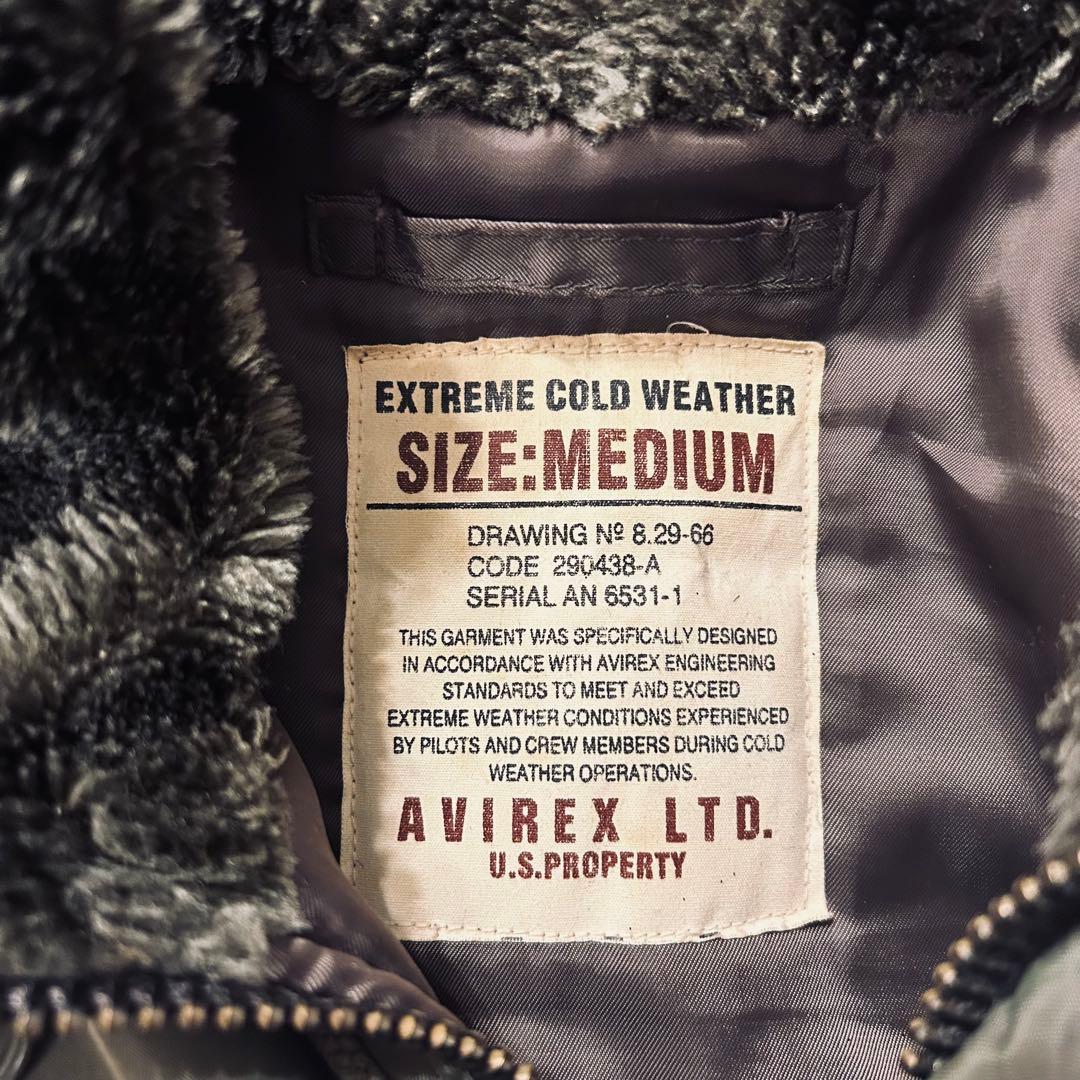 EXTREME COLD WEATHER
SIZE:MEDIUM
DRAWING Nº 8.29-66
CODE 290438-A
SERIAL AN 6531-1
THIS GARMENT WAS SPECIFICALLY DESIGNED
IN ACCORDANCE WITH AVIREX ENGINEERING
STANDARDS TO MEET AND EXCEED
EXTREME WEATHER CONDITIONS EXPERIENCED
BY PILOTS AND CREW MEMBERS DURING COLD
WEATHER OPERATIONS.
AVIREX LTD.
U.S.PROPERTY